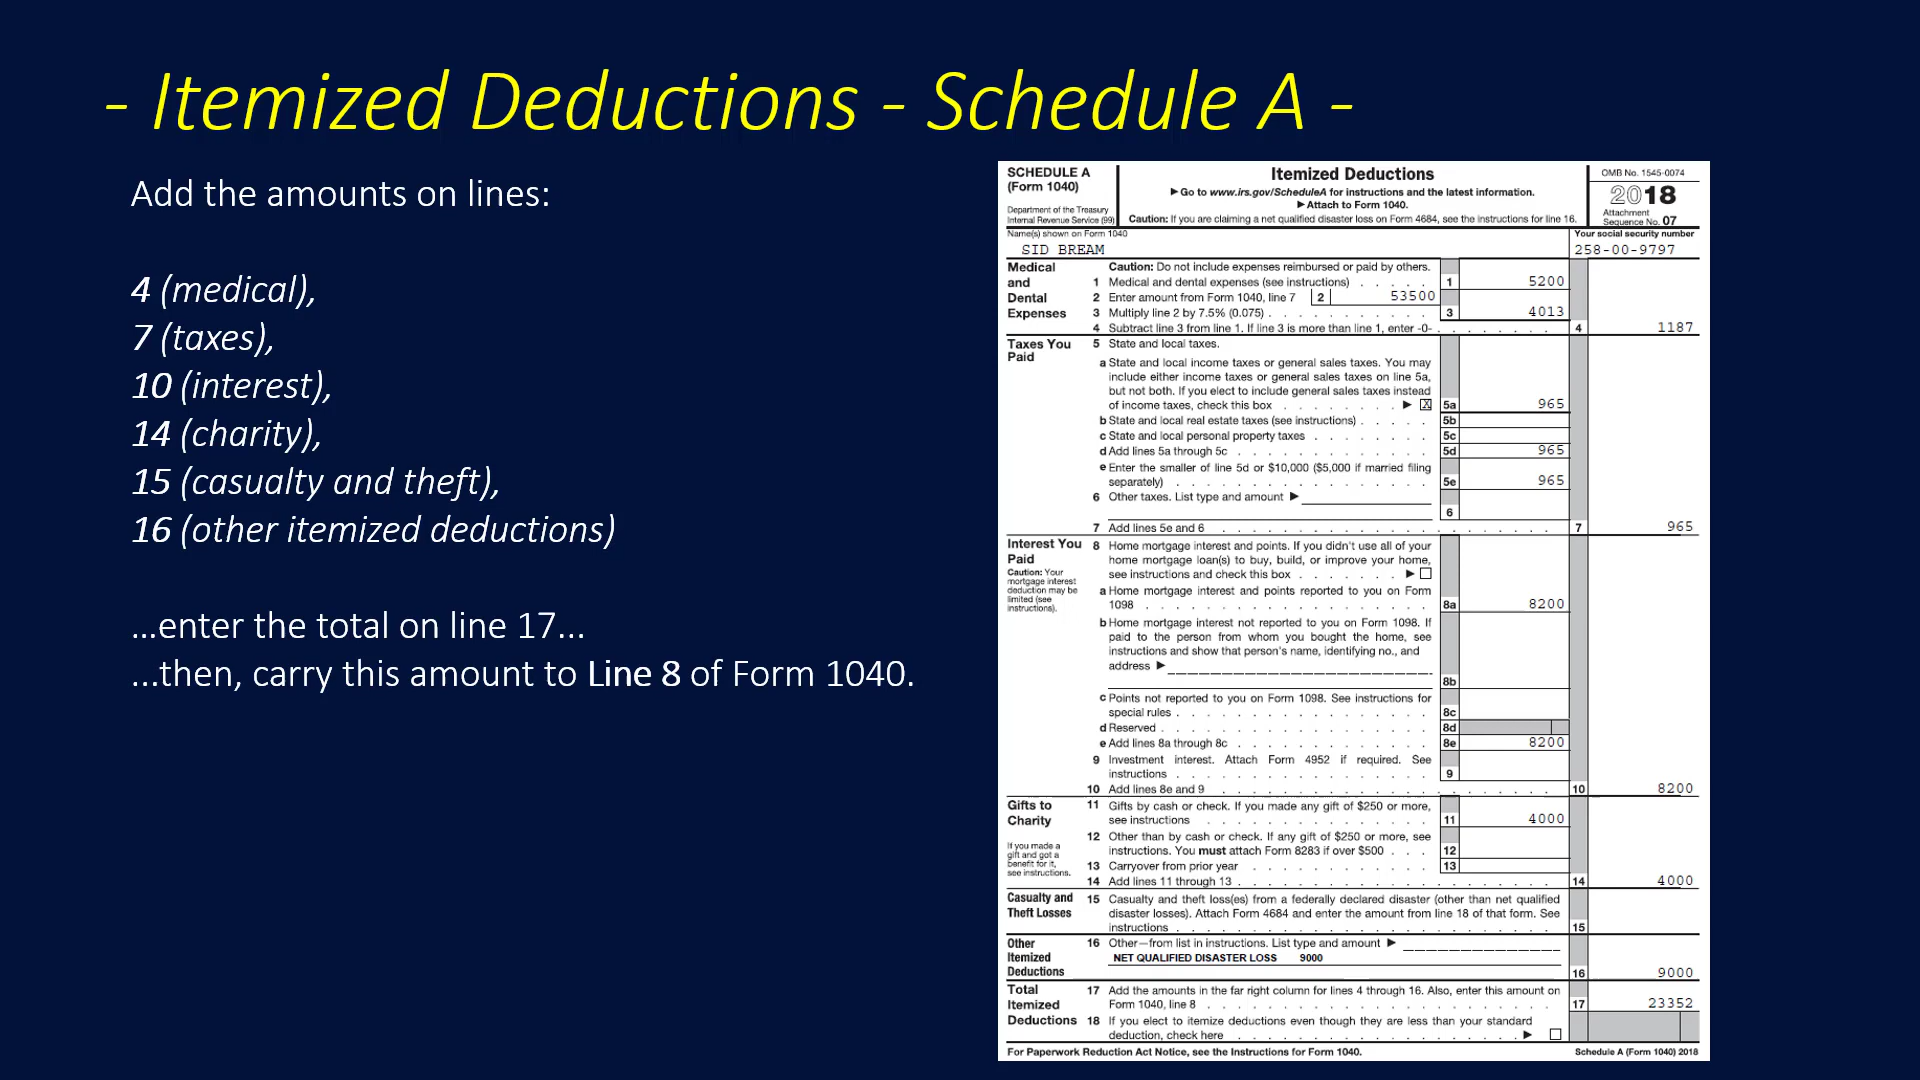 - Itemized Deductions - Schedule A -
Add the amounts on lines:
4 (medical),
7 (taxes),
10 (interest),
14 (charity),
15 (casualty and theft),
16 (other itemized deductions)
...enter the total on line 17...
...then, carry this amount to Line 8 of Form 1040.
SCHEDULE A
(Form 1040)
Department of the Treasury
Internal Revenue Service (99)
Itemized Deductions
▶ Go to www.irs.gov/ScheduleA for instructions and the latest information.
▶ Attach to Form 1040.
Caution: If you are claiming a net qualified disaster loss on Form 4684, see the instructions for line 16.
OMB No. 1545-0074
2018
Attachment
Sequence No. 07
Name(s) shown on Form 1040
SID BREAM
Your social security number
258-00-9797
Medical
and
Dental
Expenses
Caution: Do not include expenses reimbursed or paid by others.
1 Medical and dental expenses (see instructions) . . . . . 1 5200
2 Enter amount from Form 1040, line 7 2 53500
3 Multiply line 2 by 7.5% (0.075) . . . . . . . . . . . 3 4013
4 Subtract line 3 from line 1. If line 3 is more than line 1, enter -0- . . . . . . . . 4 1187
Taxes You
Paid
5 State and local taxes.
a State and local income taxes or general sales taxes. You may
include either income taxes or general sales taxes on line 5a,
but not both. If you elect to include general sales taxes instead
of income taxes, check this box . . . . . . . . ▶ X 5a 965
b State and local real estate taxes (see instructions) . . . . . 5b
c State and local personal property taxes . . . . . . . . 5c
d Add lines 5a through 5c . . . . . . . . . . . . . 5d 965
e Enter the smaller of line 5d or $10,000 ($5,000 if married filing
separately) . . . . . . . . . . . . . . . . . 5e 965
6 Other taxes. List type and amount ▶
6
7 Add lines 5e and 6 . . . . . . . . . . . . . . . . . . . . . . 7 965
Interest You
Paid
Caution: Your
mortgage interest
deduction may be
limited (see
instructions).
8 Home mortgage interest and points. If you didn't use all of your
home mortgage loan(s) to buy, build, or improve your home,
see instructions and check this box . . . . . . . ▶
a Home mortgage interest and points reported to you on Form
1098 . . . . . . . . . . . . . . . . . . . 8a 8200
b Home mortgage interest not reported to you on Form 1098. If
paid to the person from whom you bought the home, see
instructions and show that person's name, identifying no., and
address ▶
8b
c Points not reported to you on Form 1098. See instructions for
special rules . . . . . . . . . . . . . . . . . 8c
d Reserved . . . . . . . . . . . . . . . . . . 8d
e Add lines 8a through 8c . . . . . . . . . . . . . 8e 8200
9 Investment interest. Attach Form 4952 if required. See
instructions . . . . . . . . . . . . . . . . . 9
10 Add lines 8e and 9 . . . . . . . . . . . . . . . . . . . . . . 10 8200
Gifts to
Charity
If you made a
gift and got a
benefit for it,
see instructions.
11 Gifts by cash or check. If you made any gift of $250 or more,
see instructions . . . . . . . . . . . . . . . 11 4000
12 Other than by cash or check. If any gift of $250 or more, see
instructions. You must attach Form 8283 if over $500 . . . 12
13 Carryover from prior year . . . . . . . . . . . . 13
14 Add lines 11 through 13 . . . . . . . . . . . . . . . . . . . . . 14 4000
Casualty and
Theft Losses
15 Casualty and theft loss(es) from a federally declared disaster (other than net qualified
disaster losses). Attach Form 4684 and enter the amount from line 18 of that form. See
instructions . . . . . . . . . . . . . . . . . . . . . . . . . 15
Other
Itemized
Deductions
16 Other—from list in instructions. List type and amount ▶
NET QUALIFIED DISASTER LOSS 9000
16 9000
Total
Itemized
Deductions
17 Add the amounts in the far right column for lines 4 through 16. Also, enter this amount on
Form 1040, line 8 . . . . . . . . . . . . . . . . . . . . . . . 17 23352
18 If you elect to itemize deductions even though they are less than your standard
deduction, check here . . . . . . . . . . . . . . . . . . . ▶
For Paperwork Reduction Act Notice, see the Instructions for Form 1040.
Schedule A (Form 1040) 2018